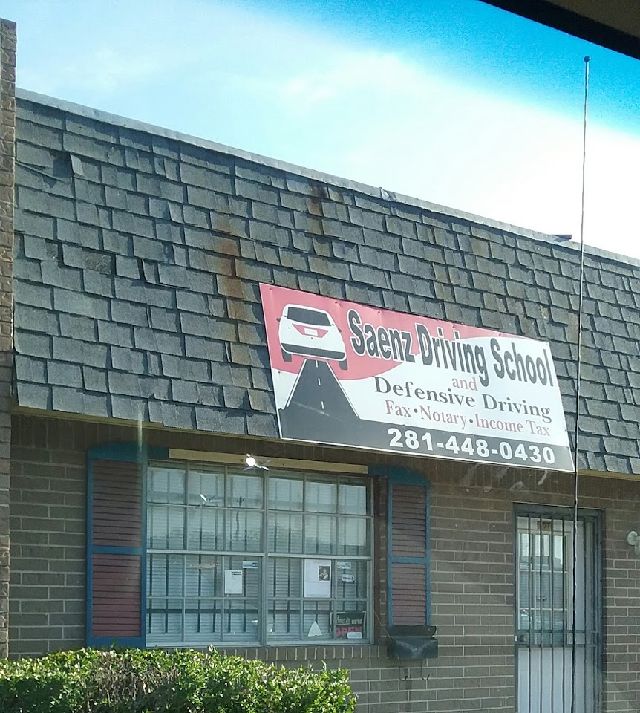 Saenz Driving School
and
Defensive Driving
Fax•Notary•Income Tax
281-448-0430